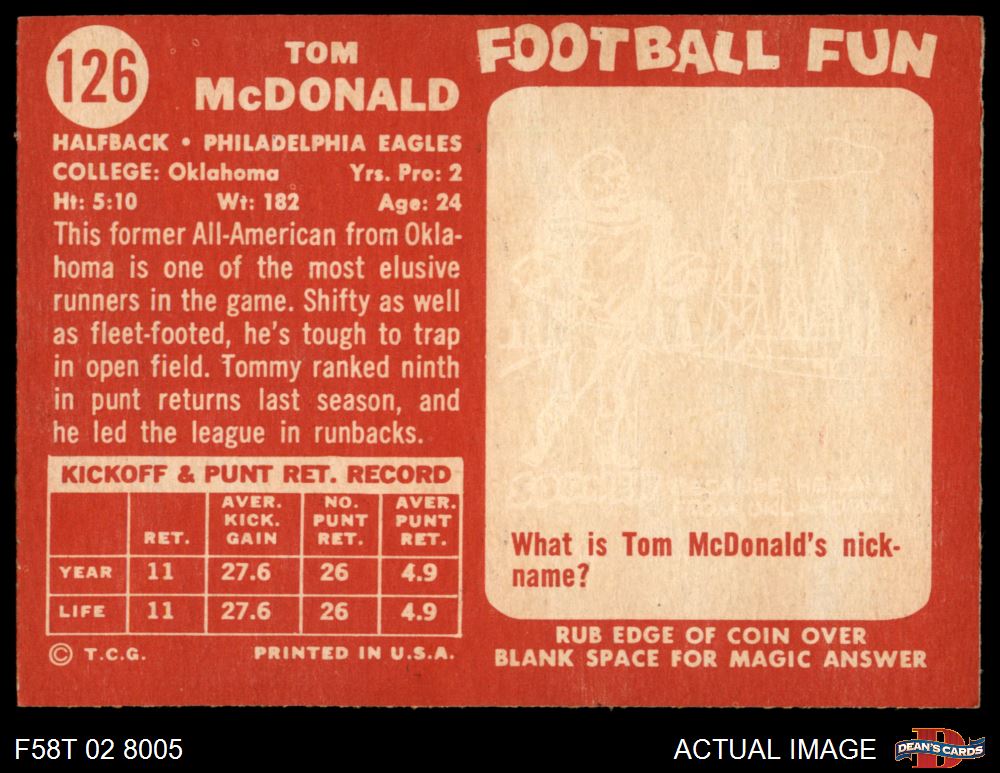 126
TOM
McDONALD
HALFBACK • PHILADELPHIA EAGLES
COLLEGE: Oklahoma Yrs. Pro: 2
Ht: 5:10 Wt: 182 Age: 24
This former All-American from Okla-
homa is one of the most elusive
runners in the game. Shifty as well
as fleet-footed, he's tough to trap
in open field. Tommy ranked ninth
in punt returns last season, and
he led the league in runbacks.
KICKOFF & PUNT RET. RECORD
RET. AVER. KICK. GAIN NO. PUNT RET. AVER. PUNT RET.
YEAR 11 27.6 26 4.9
LIFE 11 27.6 26 4.9
© T.C.G. PRINTED IN U.S.A.
FOOTBALL FUN
What is Tom McDonald's nick-
name?
RUB EDGE OF COIN OVER
BLANK SPACE FOR MAGIC ANSWER
F58T 02 8005
ACTUAL IMAGE
DEAN'S CARDS